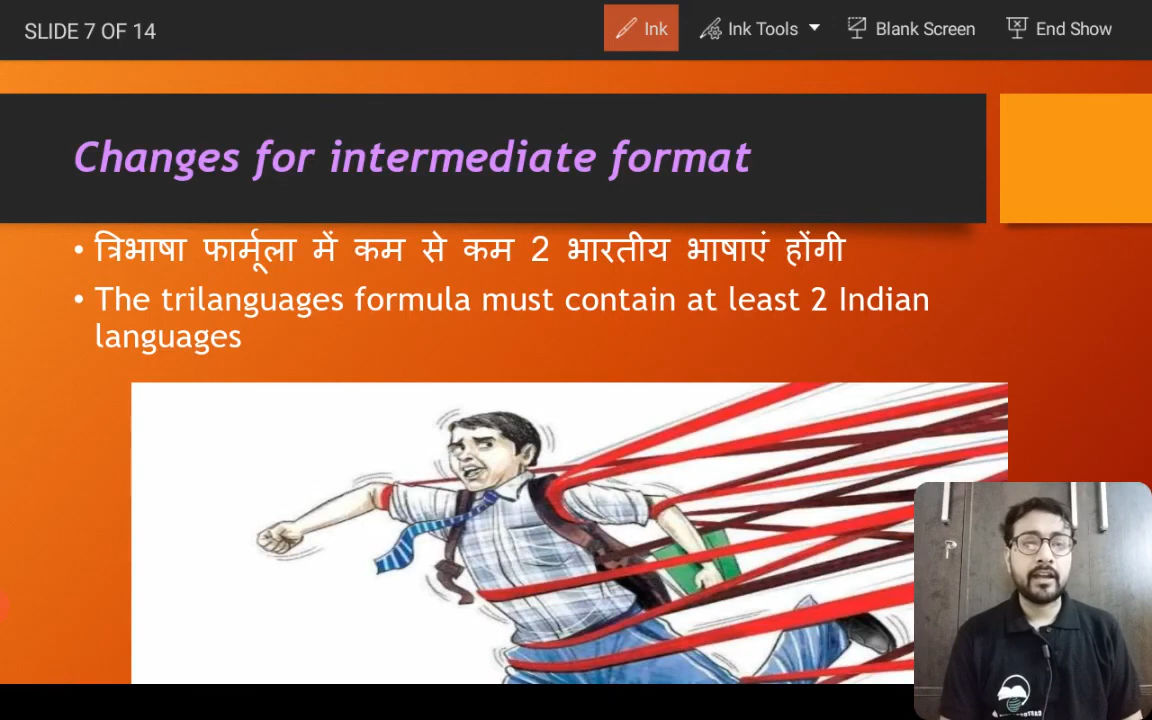 SLIDE 7 OF 14
Ink
Ink Tools
Blank Screen
End Show
Changes for intermediate format
• त्रिभाषा फार्मूला में कम से कम 2 भारतीय भाषाएं होंगी
• The trilanguages formula must contain at least 2 Indian
languages